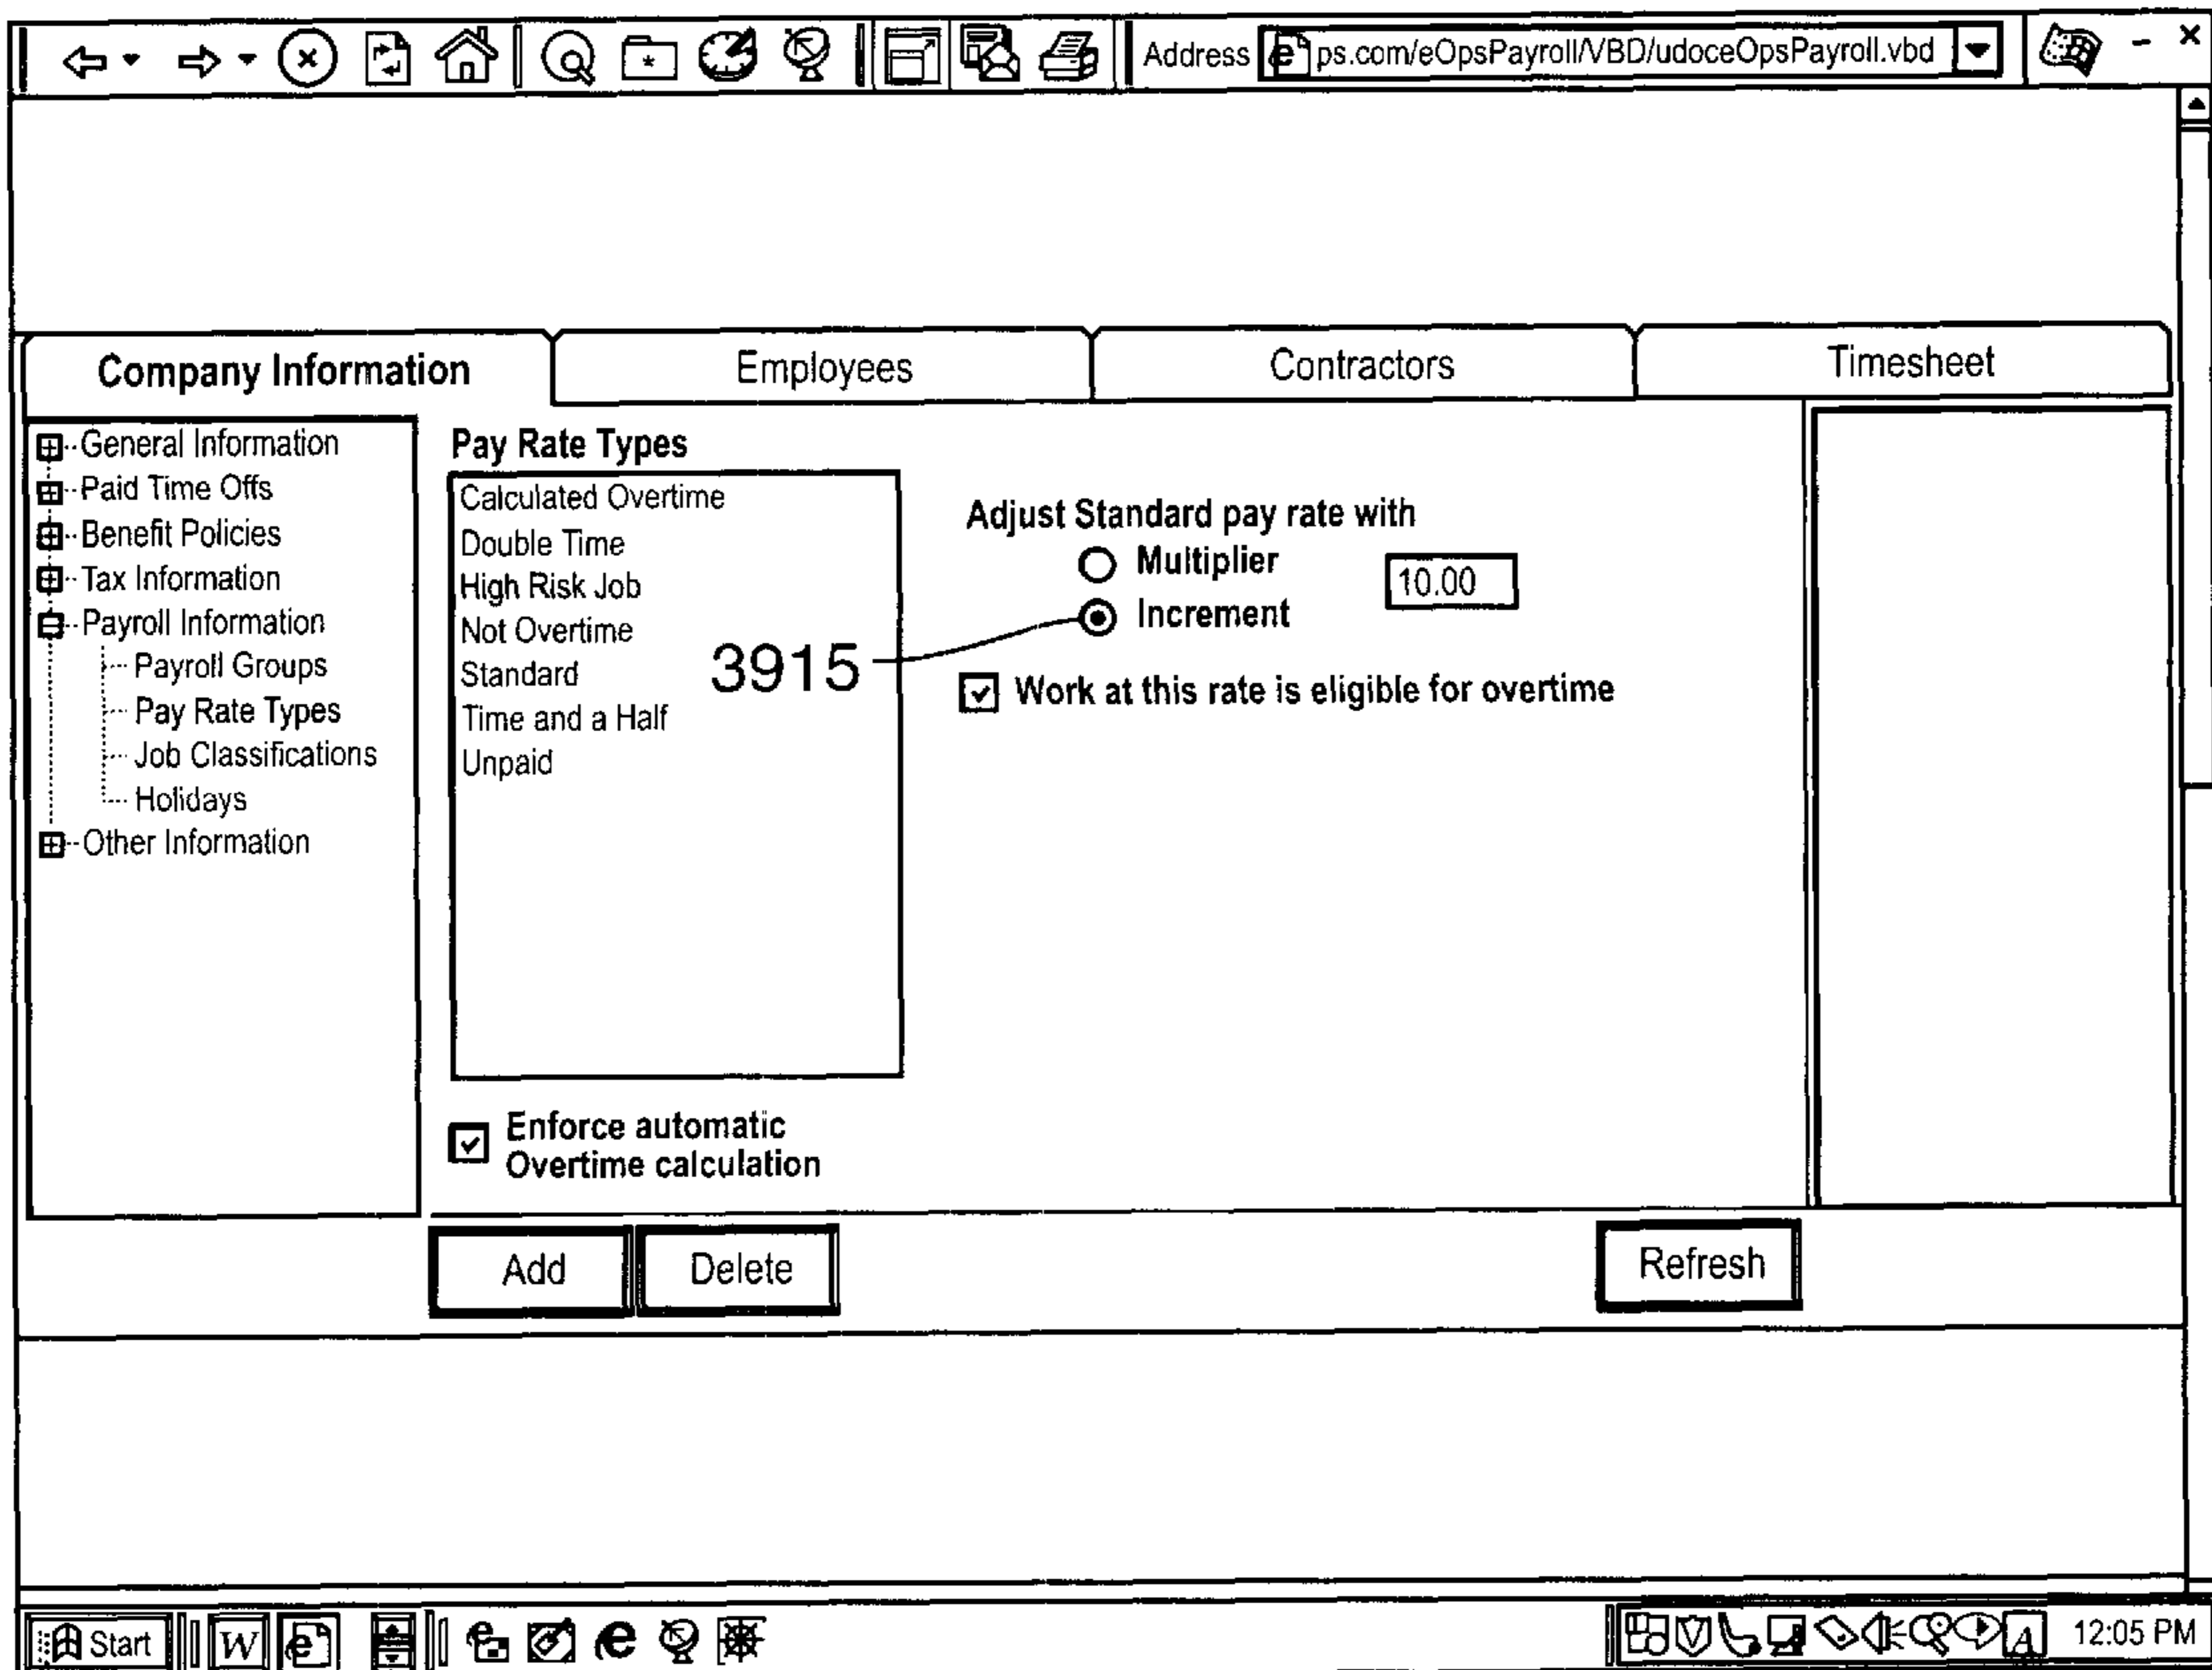 Address ps.com/eOpsPayroll/VBD/udoceOpsPayroll.vbd
Company Information Employees Contractors Timesheet
General Information
Paid Time Offs
Benefit Policies
Tax Information
Payroll Information
Payroll Groups
Pay Rate Types
Job Classifications
Holidays
Other Information
Pay Rate Types
Calculated Overtime
Double Time
High Risk Job
Not Overtime
Standard
Time and a Half
Unpaid
3915
Adjust Standard pay rate with
Multiplier
Increment
10.00
Work at this rate is eligible for overtime
Enforce automatic
Overtime calculation
Add Delete Refresh
Start W A 12:05 PM